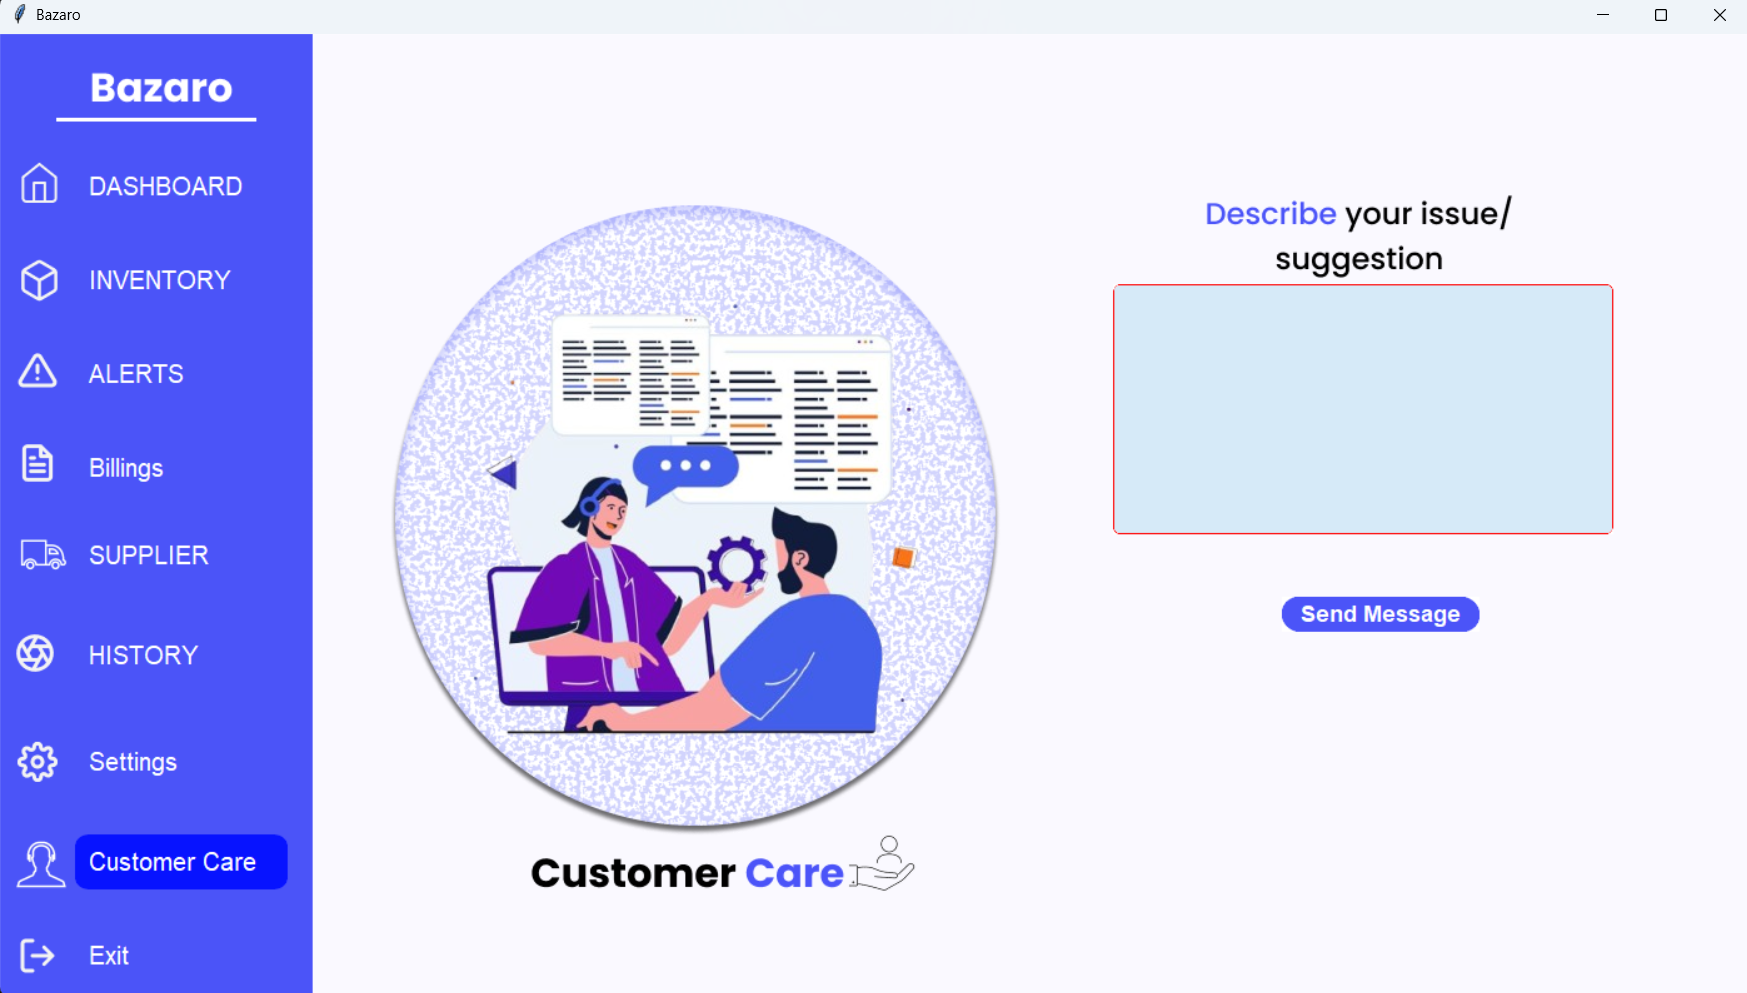 Bazaro
Bazaro
DASHBOARD
INVENTORY
ALERTS
Billings
SUPPLIER
HISTORY
Settings
Customer Care
Exit
Customer Care
Describe your issue/
suggestion
Send Message